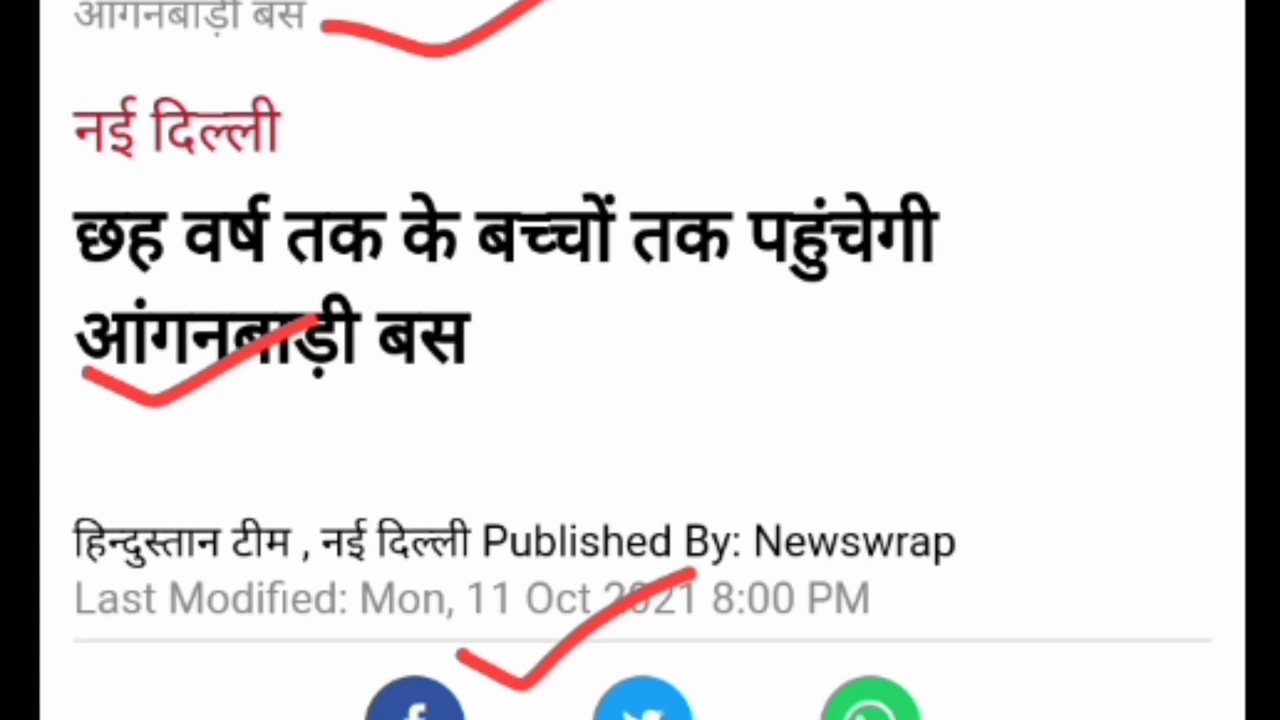 आंगनबाड़ी बस
नई दिल्ली
छह वर्ष तक के बच्चों तक पहुंचेगी
आंगनबाड़ी बस
हिन्दुस्तान टीम , नई दिल्ली Published By: Newswrap
Last Modified: Mon, 11 Oct 2021 8:00 PM